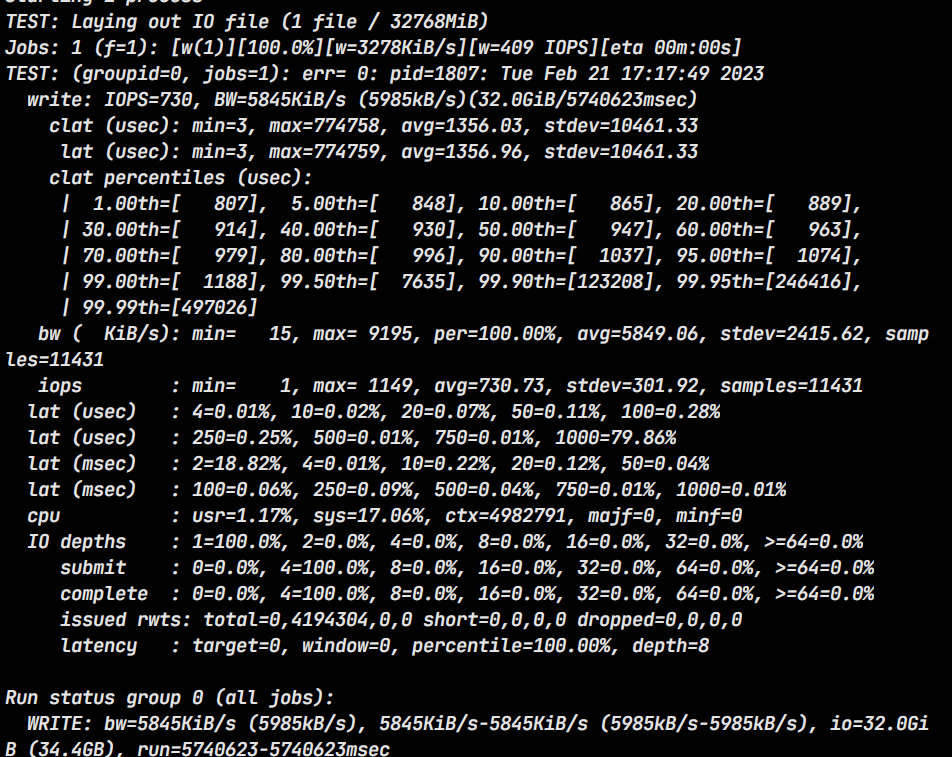 Starting 1 process
TEST: Laying out IO file (1 file / 32768MiB)
Jobs: 1 (f=1): [w(1)][100.0%][w=3278KiB/s][w=409 IOPS][eta 00m:00s]
TEST: (groupid=0, jobs=1): err= 0: pid=1807: Tue Feb 21 17:17:49 2023
  write: IOPS=730, BW=5845KiB/s (5985kB/s)(32.0GiB/5740623msec)
    clat (usec): min=3, max=774758, avg=1356.03, stdev=10461.33
     lat (usec): min=3, max=774759, avg=1356.96, stdev=10461.33
    clat percentiles (usec):
     |  1.00th=[   807],  5.00th=[   848], 10.00th=[   865], 20.00th=[   889],
     | 30.00th=[   914], 40.00th=[   930], 50.00th=[   947], 60.00th=[   963],
     | 70.00th=[   979], 80.00th=[   996], 90.00th=[  1037], 95.00th=[  1074],
     | 99.00th=[  1188], 99.50th=[  7635], 99.90th=[123208], 99.95th=[246416],
     | 99.99th=[497026]
   bw (  KiB/s): min=   15, max= 9195, per=100.00%, avg=5849.06, stdev=2415.62, samp
les=11431
   iops        : min=    1, max= 1149, avg=730.73, stdev=301.92, samples=11431
  lat (usec)   : 4=0.01%, 10=0.02%, 20=0.07%, 50=0.11%, 100=0.28%
  lat (usec)   : 250=0.25%, 500=0.01%, 750=0.01%, 1000=79.86%
  lat (msec)   : 2=18.82%, 4=0.01%, 10=0.22%, 20=0.12%, 50=0.04%
  lat (msec)   : 100=0.06%, 250=0.09%, 500=0.04%, 750=0.01%, 1000=0.01%
  cpu          : usr=1.17%, sys=17.06%, ctx=4982791, majf=0, minf=0
  IO depths    : 1=100.0%, 2=0.0%, 4=0.0%, 8=0.0%, 16=0.0%, 32=0.0%, >=64=0.0%
     submit    : 0=0.0%, 4=100.0%, 8=0.0%, 16=0.0%, 32=0.0%, 64=0.0%, >=64=0.0%
     complete  : 0=0.0%, 4=100.0%, 8=0.0%, 16=0.0%, 32=0.0%, 64=0.0%, >=64=0.0%
     issued rwts: total=0,4194304,0,0 short=0,0,0,0 dropped=0,0,0,0
     latency   : target=0, window=0, percentile=100.00%, depth=8

Run status group 0 (all jobs):
  WRITE: bw=5845KiB/s (5985kB/s), 5845KiB/s-5845KiB/s (5985kB/s-5985kB/s), io=32.0Gi
B (34.4GB), run=5740623-5740623msec